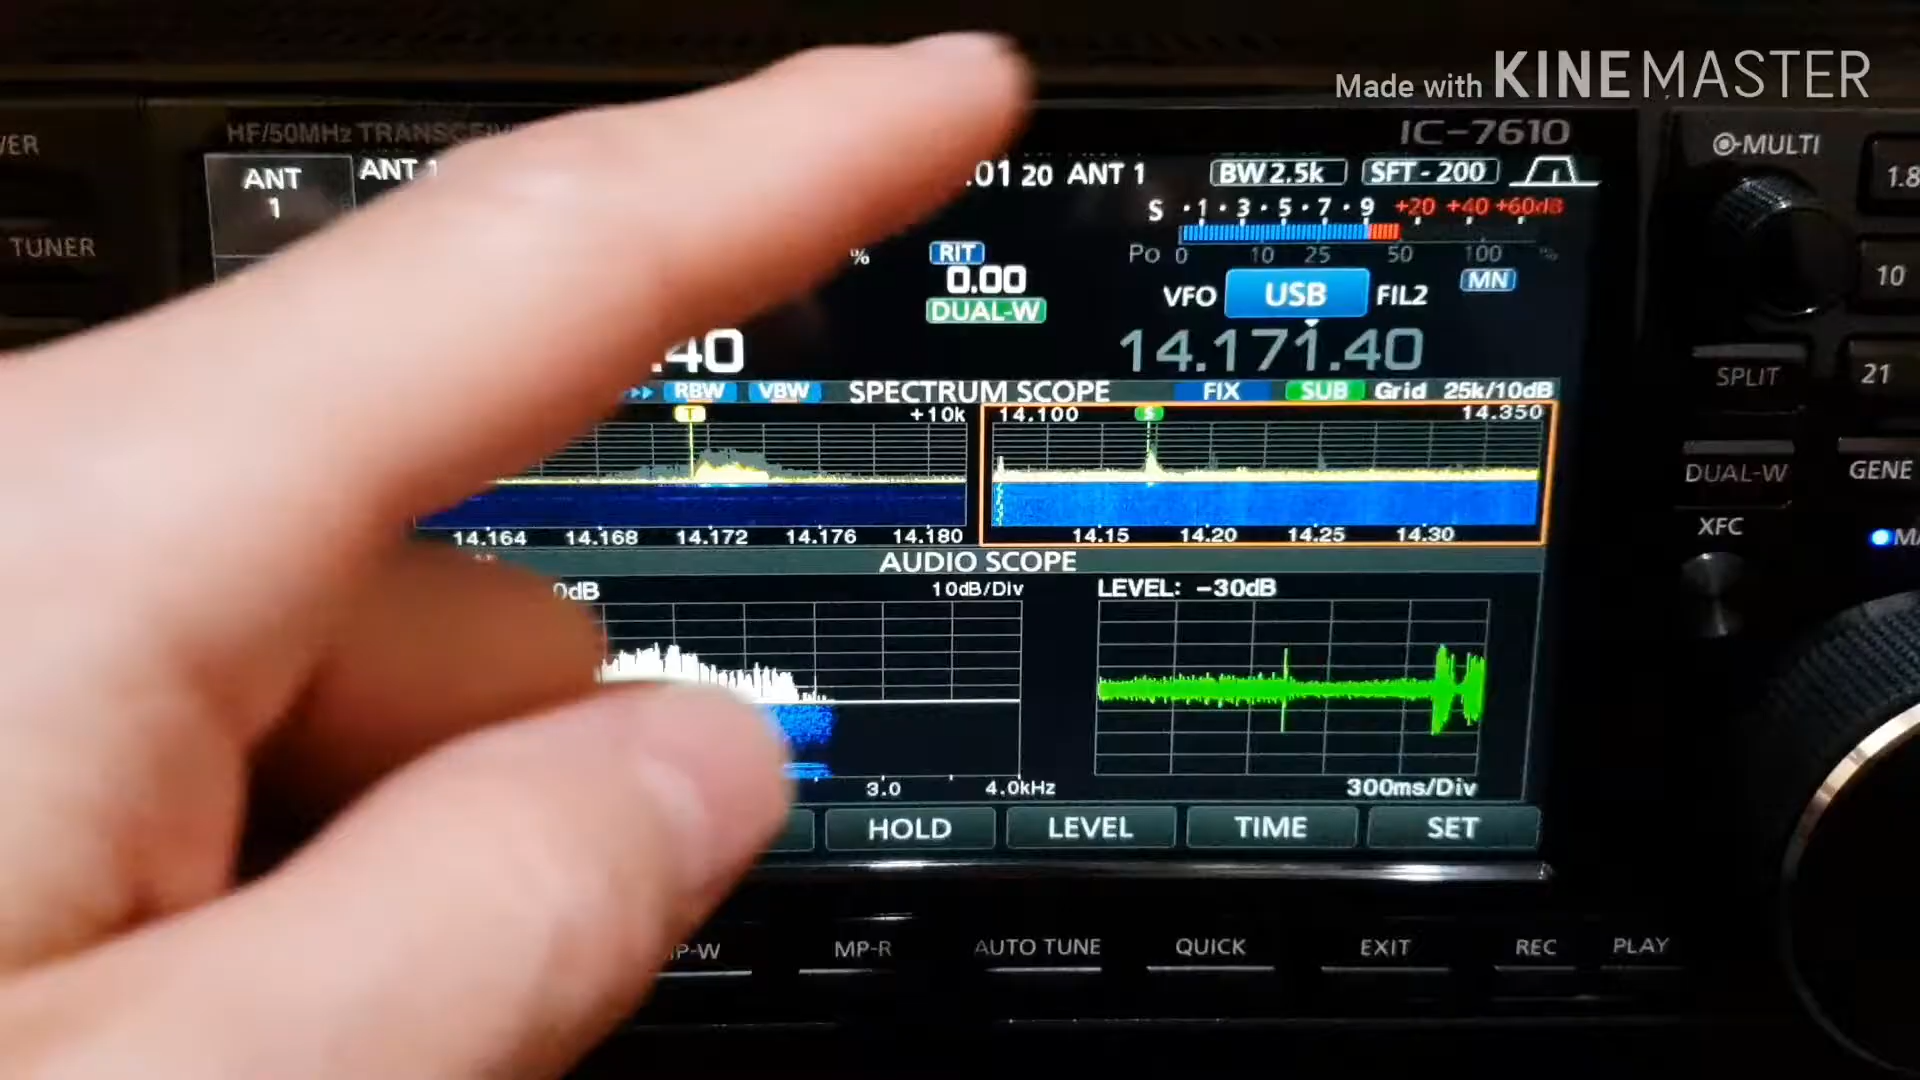 Made with KINEMASTER
HF/50MHz
IC-7610
MULTI
1.8
ANT
1
ANT 1
.01 20 ANT 1
BW 2.5k
SFT - 200
S ·1·3·5·7·9 +20 +40 +60dB
Po 0 10 25 50 100 %
TUNER
%
RIT
0.00
DUAL-W
VFO USB FIL2
MN
10
.40
14.171.40
SPLIT
21
RBW VBW SPECTRUM SCOPE FIX SUB Grid 25k/10dB
T +10k
14.100 S 14.350
DUAL-W
GENE
14.164 14.168 14.172 14.176 14.180
14.15 14.20 14.25 14.30
XFC
AUDIO SCOPE
0dB 10dB/Div
LEVEL: -30dB
3.0 4.0kHz
300ms/Div
HOLD LEVEL TIME SET
MP-R AUTO TUNE QUICK EXIT REC PLAY